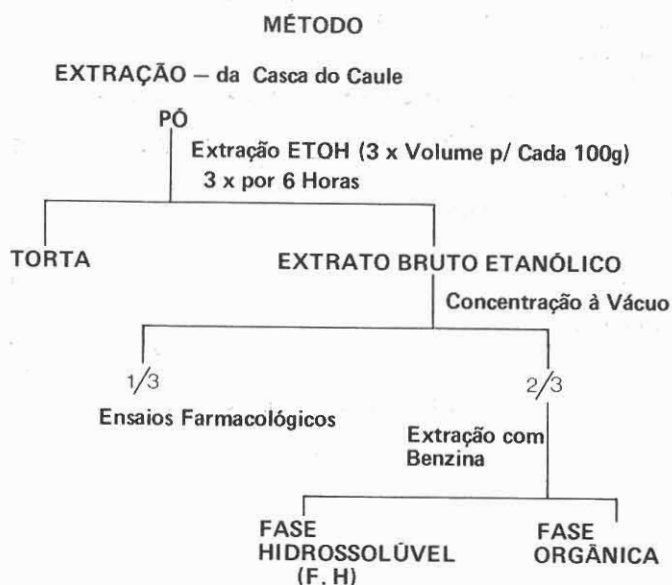 MÉTODO
EXTRAÇÃO – da Casca do Caule
PÓ
Extração ETOH (3 x Volume p/ Cada 100g)
3 x por 6 Horas
TORTA
EXTRATO BRUTO ETANÓLICO
Concentração à Vácuo
1/3
2/3
Ensaios Farmacológicos
Extração com
Benzina
FASE
HIDROSSOLÚVEL
(F. H)
FASE
ORGÂNICA